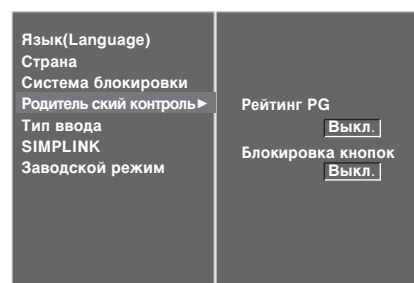 Язык(Language)
Страна
Система блокировки
Родитель ский контроль►
Тип ввода
SIMPLINK
Заводской режим
Рейтинг PG
Выкл.
Блокировка кнопок
Выкл.